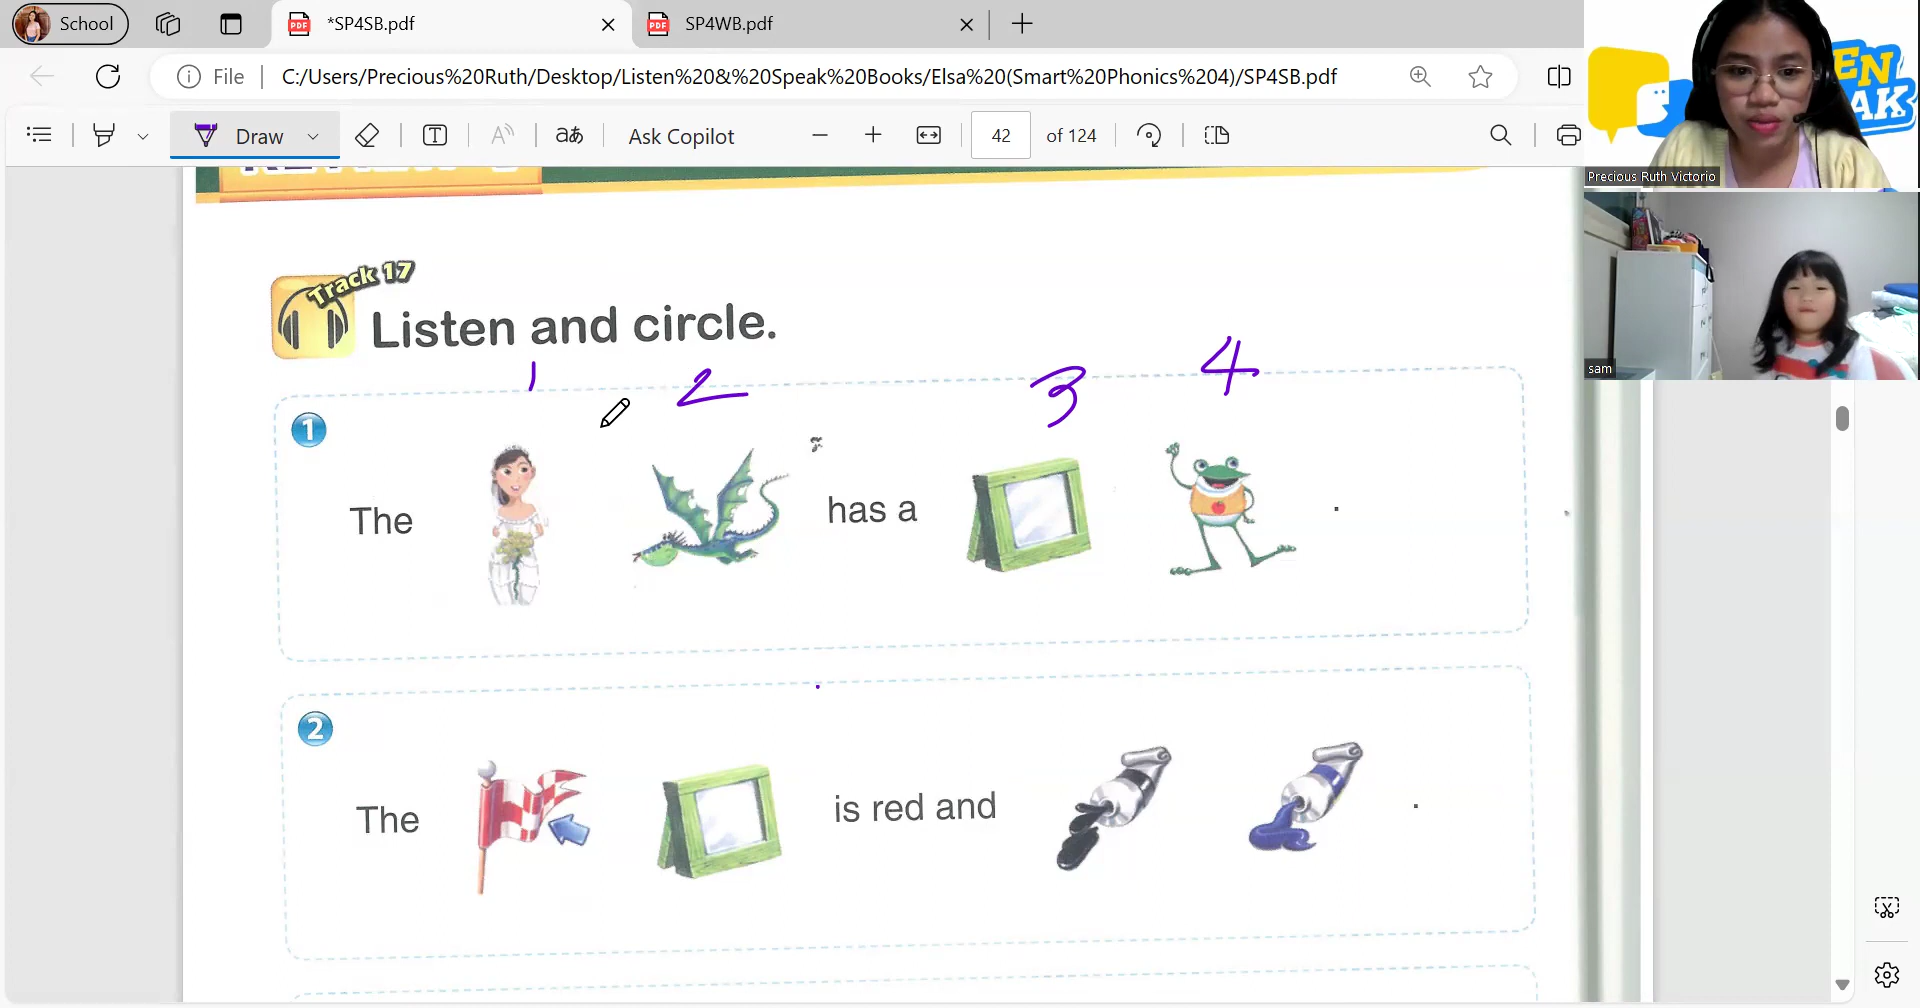 School
*SP4SB.pdf
SP4WB.pdf
File
C:/Users/Precious%20Ruth/Desktop/Listen%20&%20Speak%20Books/Elsa%20(Smart%20Phonics%204)/SP4SB.pdf
Draw
Ask Copilot
42 of 124
Precious Ruth Victorio
sam
Track 17
Listen and circle.
1 2 3 4
1
The has a .
2
The is red and .